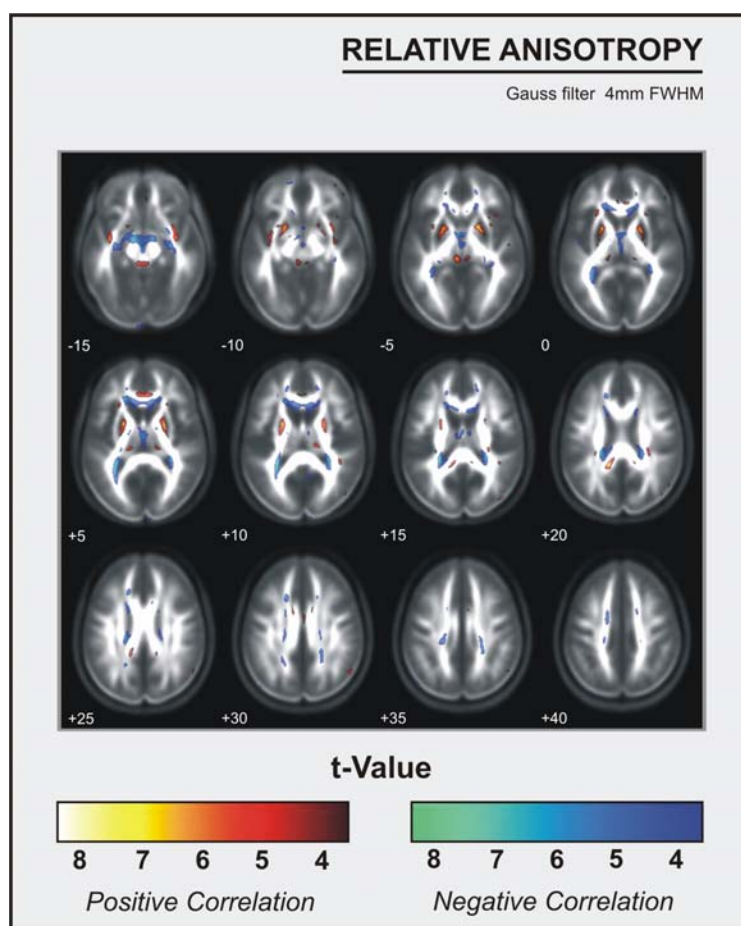 RELATIVE ANISOTROPY
Gauss filter 4mm FWHM
-15 -10 -5 0
+5 +10 +15 +20
+25 +30 +35 +40
t-Value
8 7 6 5 4 8 7 6 5 4
Positive Correlation Negative Correlation